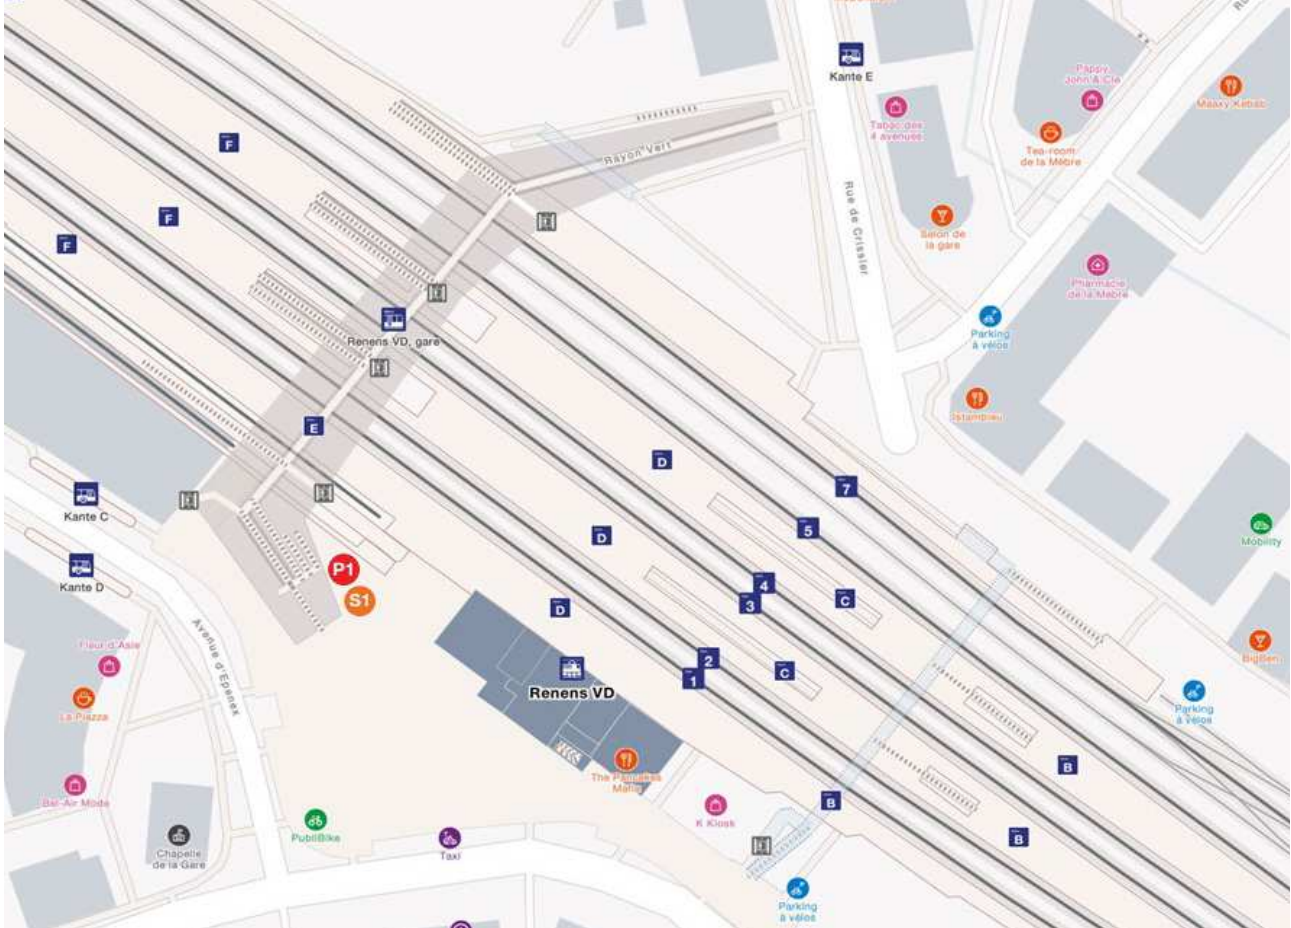 Kante E
Pappy
John & Cie
Maaxy Kebab
Tabac des
4 avenues
Tea-room
de la Mèbre
F
Rayon Vert
F
F
Rue de Crissier
Salon de
la gare
Pharmacie
de la Mèbre
Parking
à vélos
Renens VD, gare
Istambleu
E
D
7
Kante C
5
D
Mobility
Kante D
P1
S1
4
3
C
D
Avenue d'Epenex
Fleur d'Asie
2
1
C
BigBen
Renens VD
La Piazza
Parking
à vélos
The Pancakes
Mafia
B
Bel-Air Mode
B
K Kiosk
PubliBike
B
Taxi
Chapelle
de la Gare
Parking
à vélos